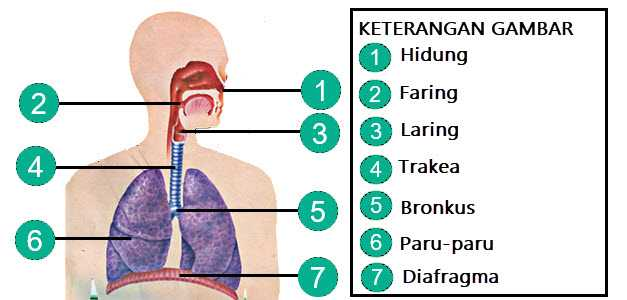 KETERANGAN GAMBAR
1 Hidung
2 Faring
3 Laring
4 Trakea
5 Bronkus
6 Paru-paru
7 Diafragma
1
2
3
4
5
6
7